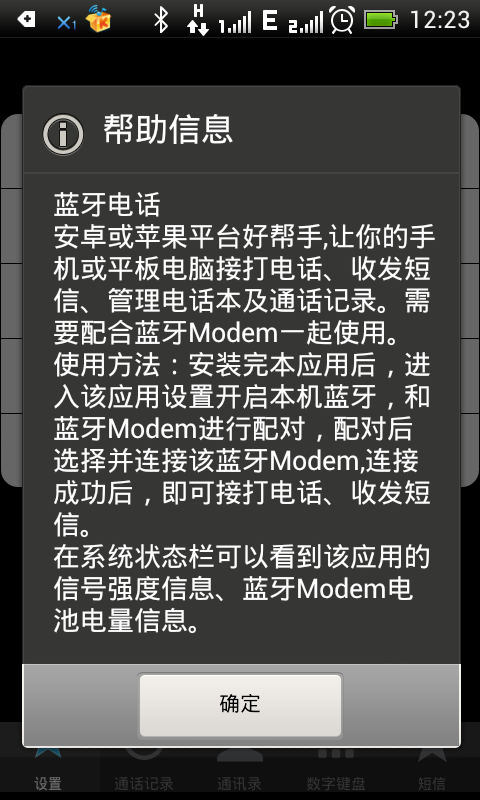 X1
H
1
E
2
12:23
帮助信息
蓝牙电话
安卓或苹果平台好帮手,让你的手
机或平板电脑接打电话、收发短
信、管理电话本及通话记录。需
要配合蓝牙Modem一起使用。
使用方法：安装完本应用后，进
入该应用设置开启本机蓝牙，和
蓝牙Modem进行配对，配对后
选择并连接该蓝牙Modem,连接
成功后，即可接打电话、收发短
信。
在系统状态栏可以看到该应用的
信号强度信息、蓝牙Modem电
池电量信息。
确定
设置
通话记录
通讯录
数字键盘
短信